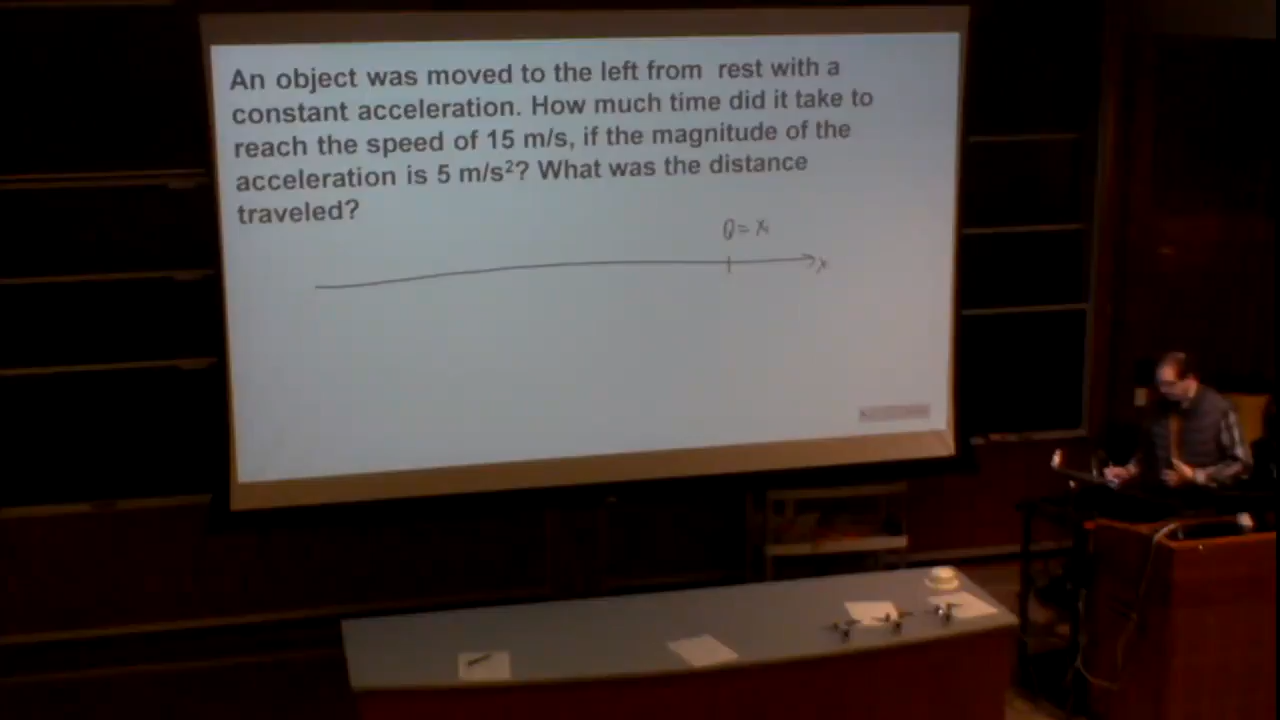 An object was moved to the left from rest with a
constant acceleration. How much time did it take to
reach the speed of 15 m/s, if the magnitude of the
acceleration is 5 m/s²? What was the distance
traveled?
0 = xᵢ
x